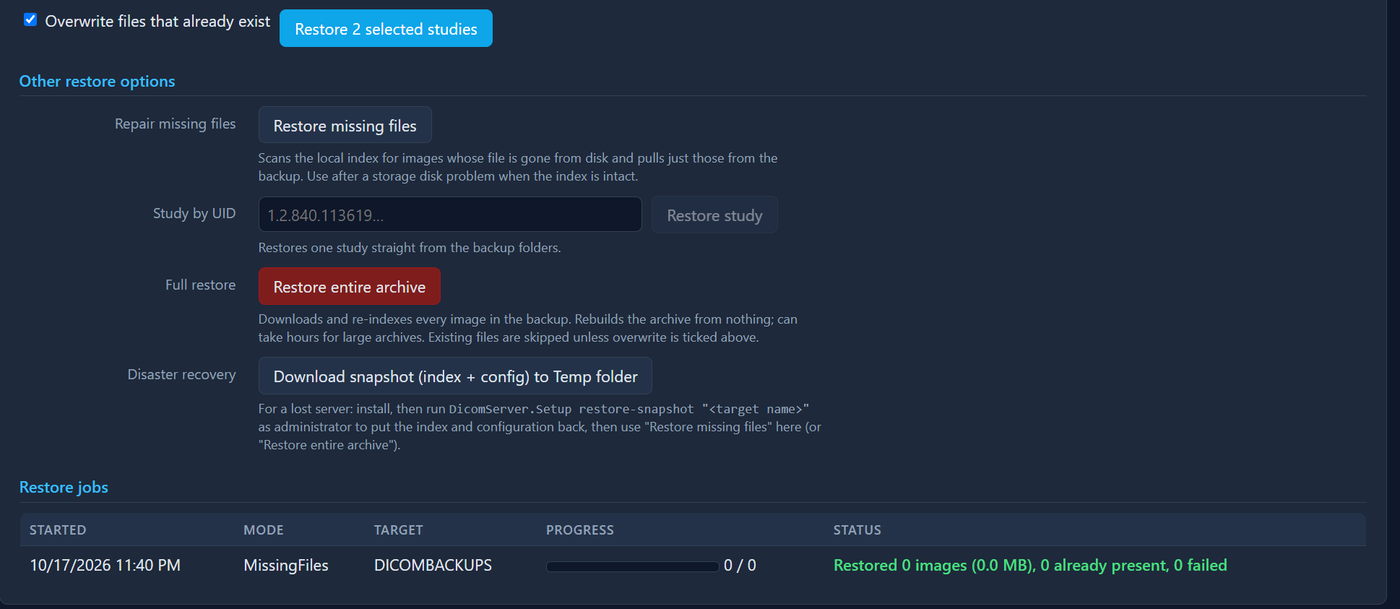 Overwrite files that already exist
Restore 2 selected studies
Other restore options
Repair missing files
Restore missing files
Scans the local index for images whose file is gone from disk and pulls just those from the
backup. Use after a storage disk problem when the index is intact.
Study by UID
1.2.840.113619...
Restore study
Restores one study straight from the backup folders.
Full restore
Restore entire archive
Downloads and re-indexes every image in the backup. Rebuilds the archive from nothing; can
take hours for large archives. Existing files are skipped unless overwrite is ticked above.
Disaster recovery
Download snapshot (index + config) to Temp folder
For a lost server: install, then run DicomServer.Setup restore-snapshot "<target name>"
as administrator to put the index and configuration back, then use "Restore missing files" here (or
"Restore entire archive").
Restore jobs
STARTED MODE TARGET PROGRESS STATUS
10/17/2026 11:40 PM MissingFiles DICOMBACKUPS 0 / 0 Restored 0 images (0.0 MB), 0 already present, 0 failed